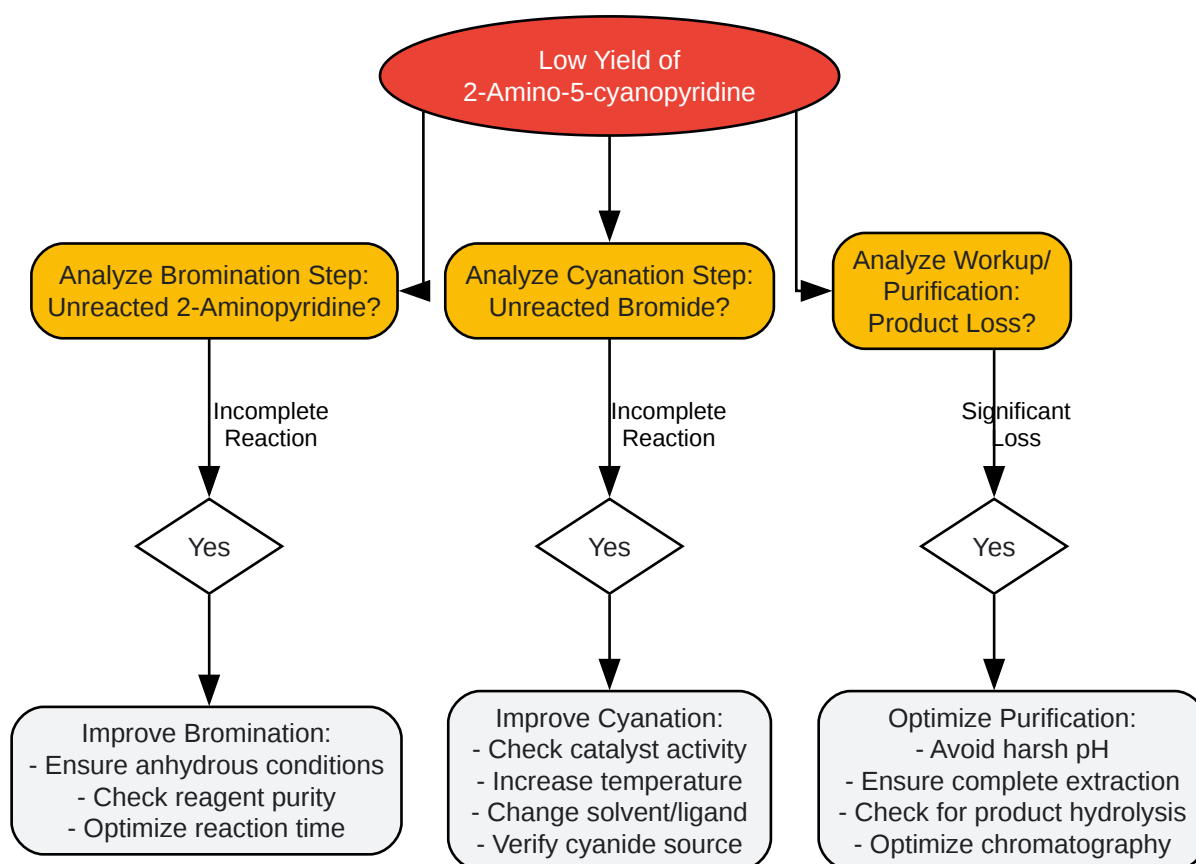 Low Yield of
2-Amino-5-cyanopyridine
Analyze Bromination Step:
Unreacted 2-Aminopyridine?
Analyze Cyanation Step:
Unreacted Bromide?
Analyze Workup/
Purification:
Product Loss?
Incomplete
Reaction
Incomplete
Reaction
Significant
Loss
Yes
Yes
Yes
Improve Bromination:
- Ensure anhydrous conditions
- Check reagent purity
- Optimize reaction time
Improve Cyanation:
- Check catalyst activity
- Increase temperature
- Change solvent/ligand
- Verify cyanide source
Optimize Purification:
- Avoid harsh pH
- Ensure complete extraction
- Check for product hydrolysis
- Optimize chromatography